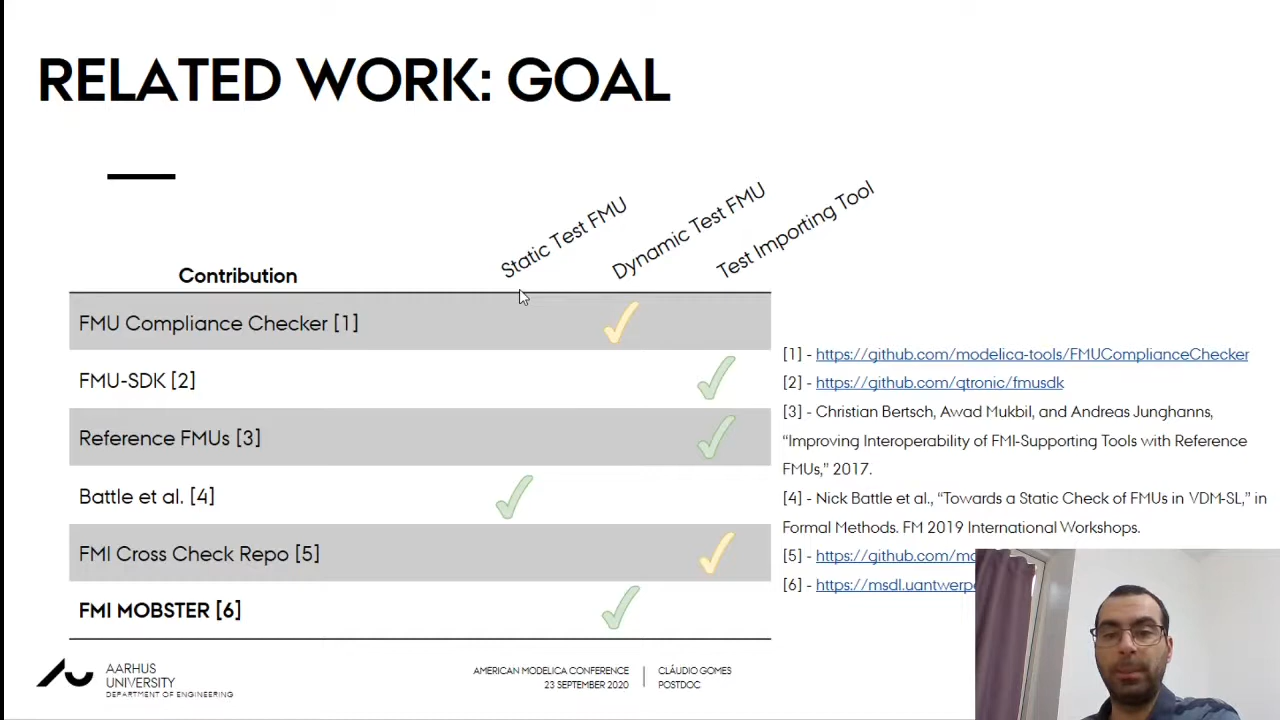 RELATED WORK: GOAL
Static Test FMU
Dynamic Test FMU
Test Importing Tool
Contribution
FMU Compliance Checker [1]
FMU-SDK [2]
Reference FMUs [3]
Battle et al. [4]
FMI Cross Check Repo [5]
FMI MOBSTER [6]
[1] - https://github.com/modelica-tools/FMUComplianceChecker
[2] - https://github.com/qtronic/fmusdk
[3] - Christian Bertsch, Awad Mukbil, and Andreas Junghanns,
“Improving Interoperability of FMI-Supporting Tools with Reference
FMUs,” 2017.
[4] - Nick Battle et al., “Towards a Static Check of FMUs in VDM-SL,” in
Formal Methods. FM 2019 International Workshops.
[5] - https://github.com/mo
[6] - https://msdl.uantwerpe
AARHUS
UNIVERSITY
DEPARTMENT OF ENGINEERING
AMERICAN MODELICA CONFERENCE
23 SEPTEMBER 2020
CLÁUDIO GOMES
POSTDOC